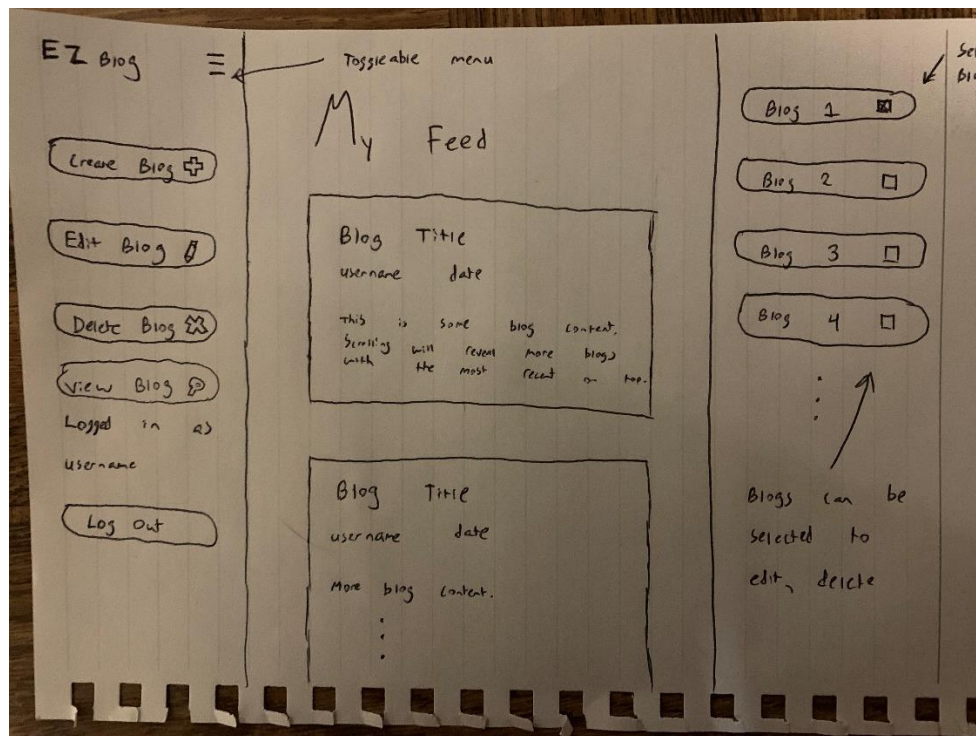 EZ Blog
Create Blog
Edit Blog
Delete Blog
View Blog
Logged in as
username
Log Out
Toggleable menu
My Feed
Blog Title
username date
This is some blog content.
Scrolling will reveal more blogs
with the most recent on top.
Blog Title
username date
More blog content.
Blog 1
Blog 2
Blog 3
Blog 4
Blogs can be
selected to
edit, delete